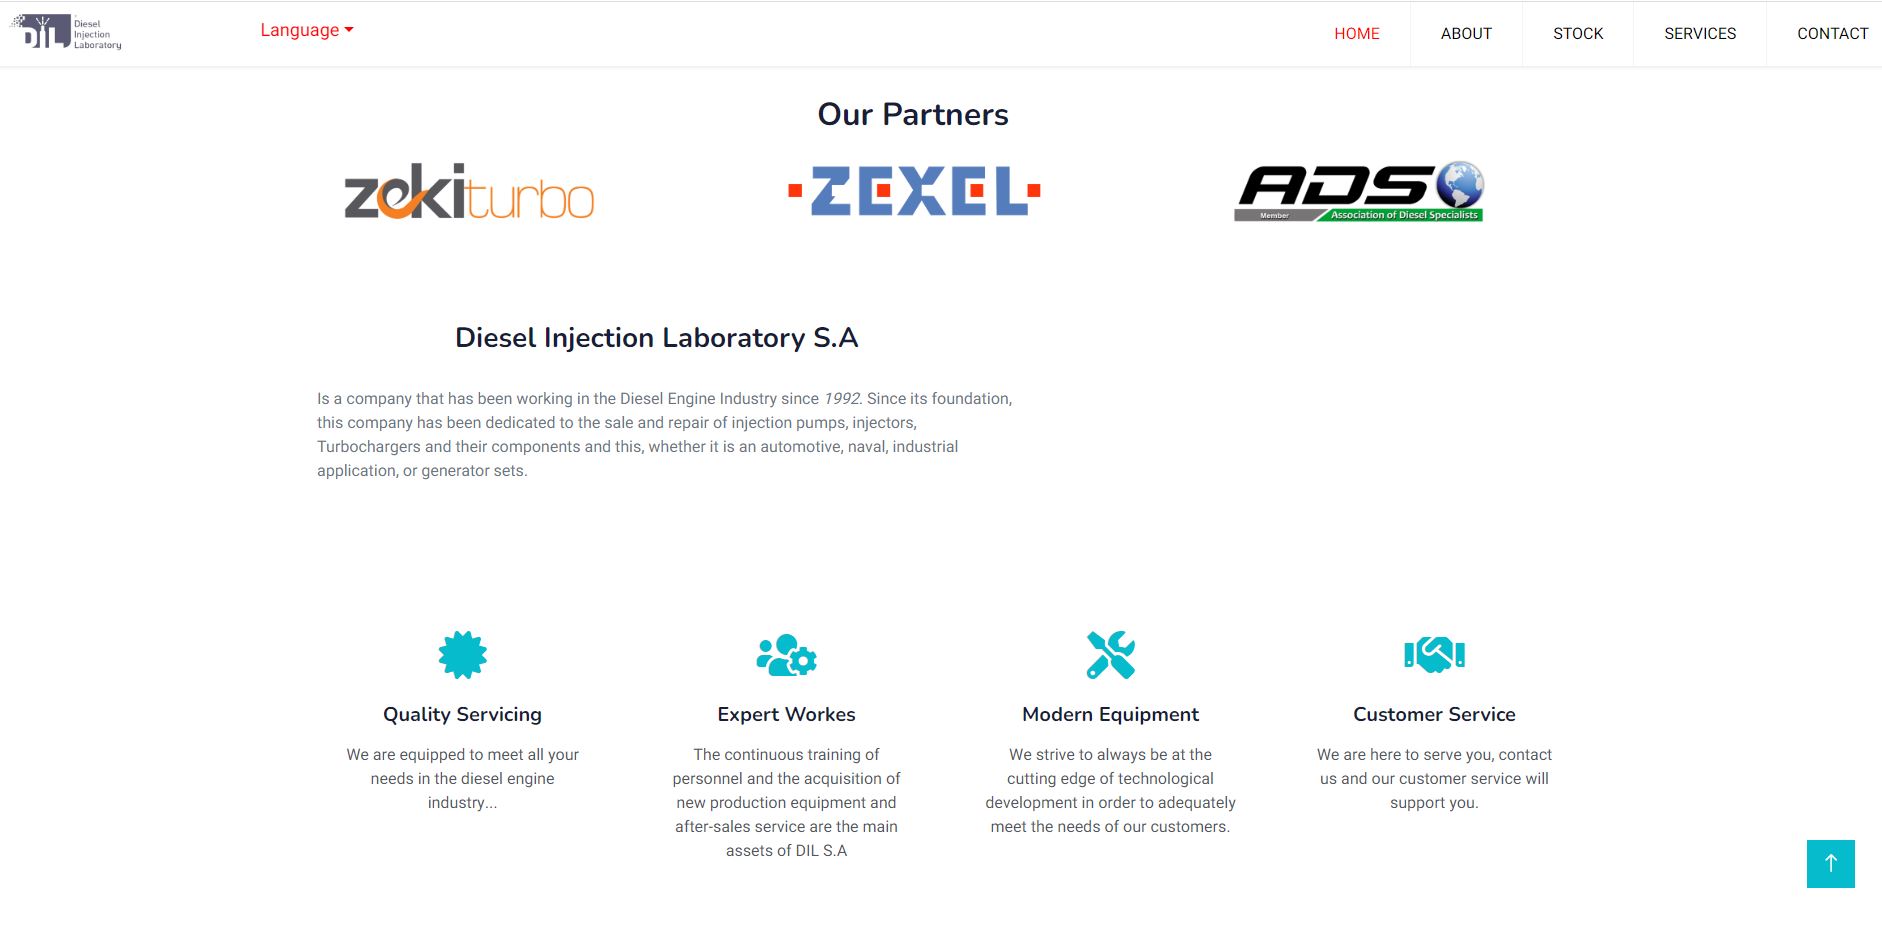 DIL
Diesel
Injection
Laboratory
Language
HOME
ABOUT
STOCK
SERVICES
CONTACT
Our Partners
zekiturbo
ZEXEL
ADS
Member
Association of Diesel Specialists
Diesel Injection Laboratory S.A
Is a company that has been working in the Diesel Engine Industry since 1992. Since its foundation,
this company has been dedicated to the sale and repair of injection pumps, injectors,
Turbochargers and their components and this, whether it is an automotive, naval, industrial
application, or generator sets.
Quality Servicing
We are equipped to meet all your
needs in the diesel engine
industry...
Expert Workes
The continuous training of
personnel and the acquisition of
new production equipment and
after-sales service are the main
assets of DIL S.A
Modern Equipment
We strive to always be at the
cutting edge of technological
development in order to adequately
meet the needs of our customers.
Customer Service
We are here to serve you, contact
us and our customer service will
support you.